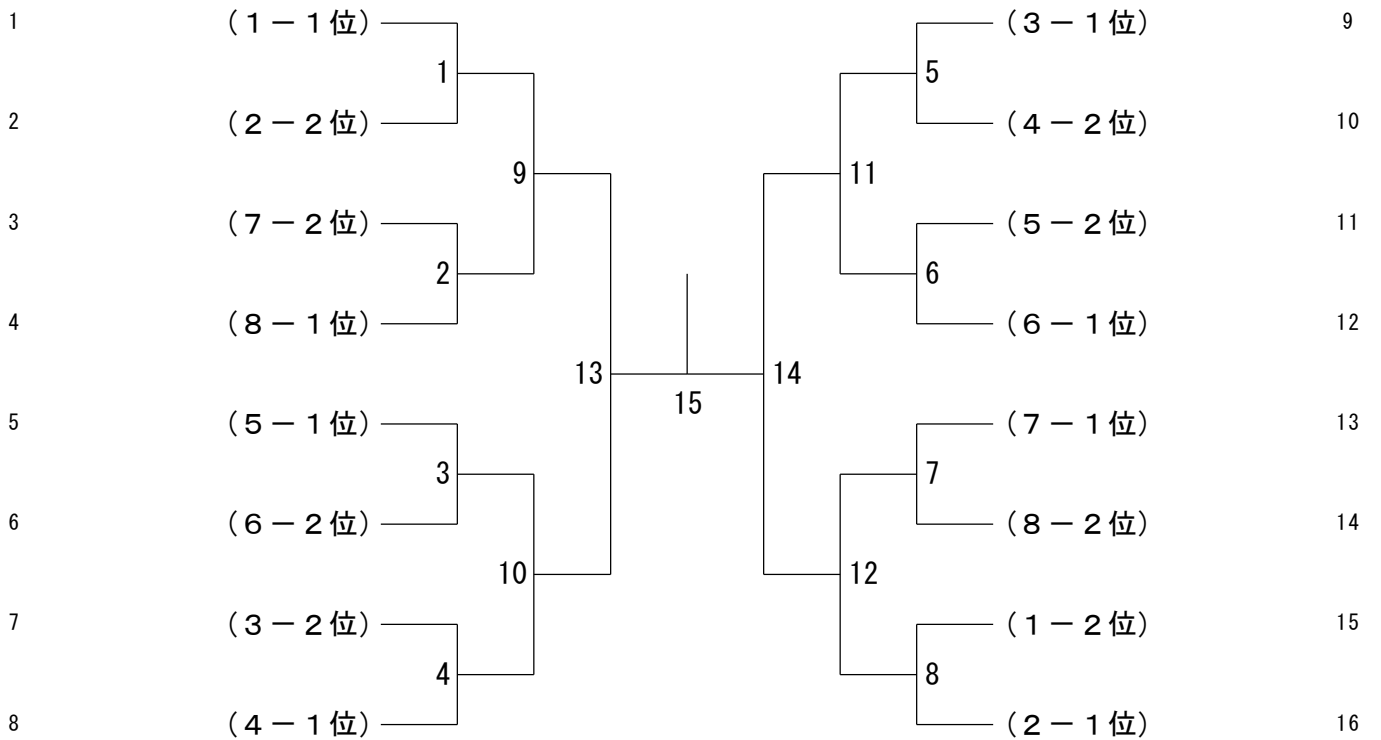 1 （１－１位） （３－１位） 9
1 5
2 （２－２位） （４－２位） 10
9 11
3 （７－２位） （５－２位） 11
2 6
4 （８－１位） （６－１位） 12
13 14
15
5 （５－１位） （７－１位） 13
3 7
6 （６－２位） （８－２位） 14
10 12
7 （３－２位） （１－２位） 15
4 8
8 （４－１位） （２－１位） 16